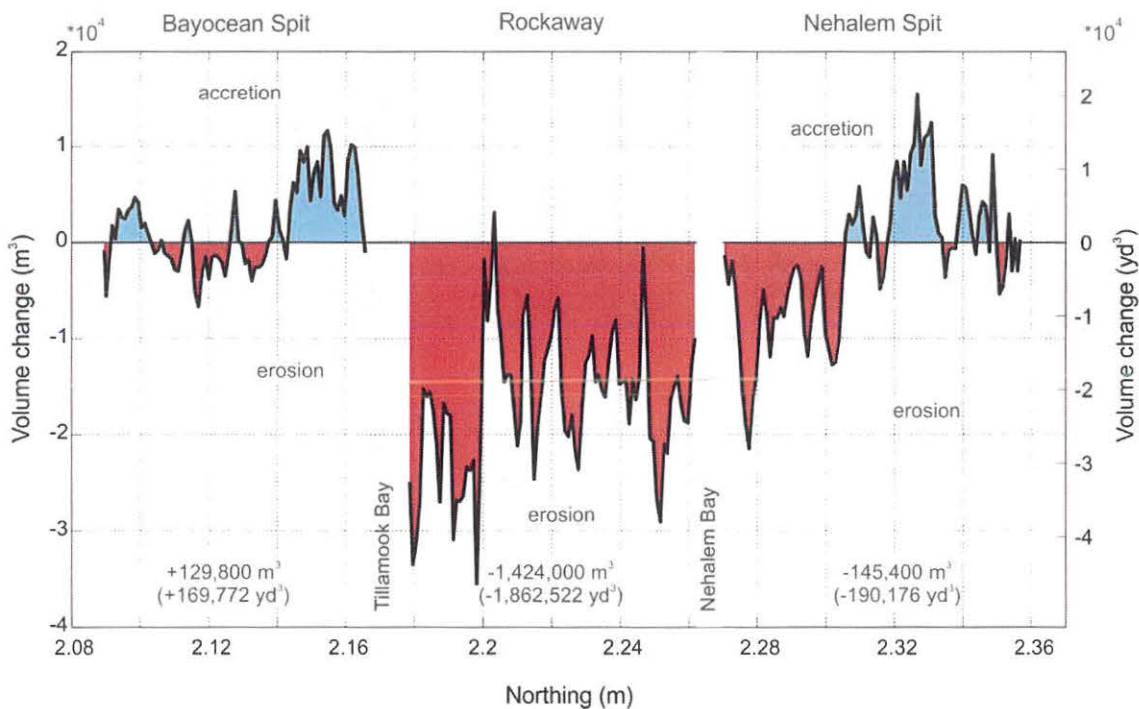 Bayocean Spit Rockaway Nehalem Spit
*10⁴ *10⁴
2
1
0
-1
-2
-3
-4
Volume change (m³)
accretion
erosion
+129,800 m³
(+169,772 yd³)
Tillamook Bay
erosion
-1,424,000 m³
(-1,862,522 yd³)
Nehalem Bay
accretion
erosion
-145,400 m³
(-190,176 yd³)
2
1
0
-1
-2
-3
-4
Volume change (yd³)
2.08 2.12 2.16 2.2 2.24 2.28 2.32 2.36
Northing (m)